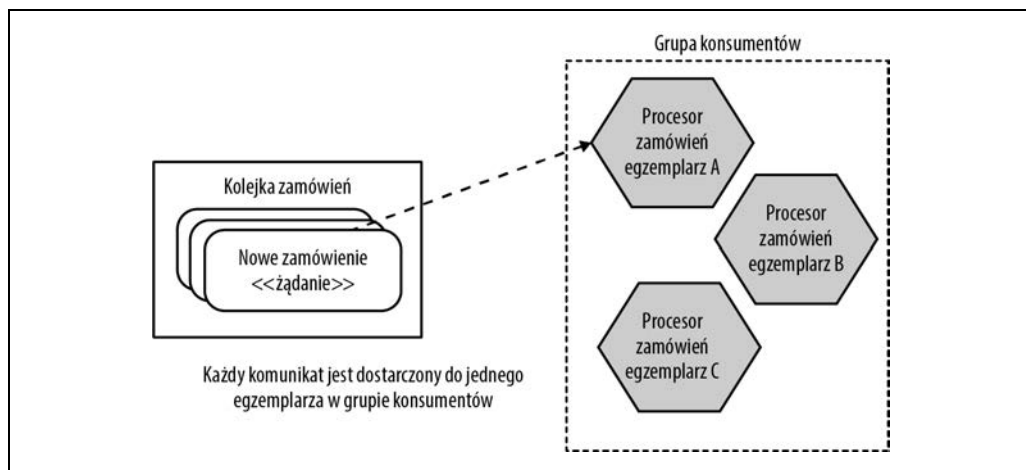 Grupa konsumentów
Procesor
zamówień
egzemplarz A
Kolejka zamówień
Nowe zamówienie
<<żądanie>>
Procesor
zamówień
egzemplarz B
Procesor
zamówień
egzemplarz C
Każdy komunikat jest dostarczony do jednego
egzemplarza w grupie konsumentów